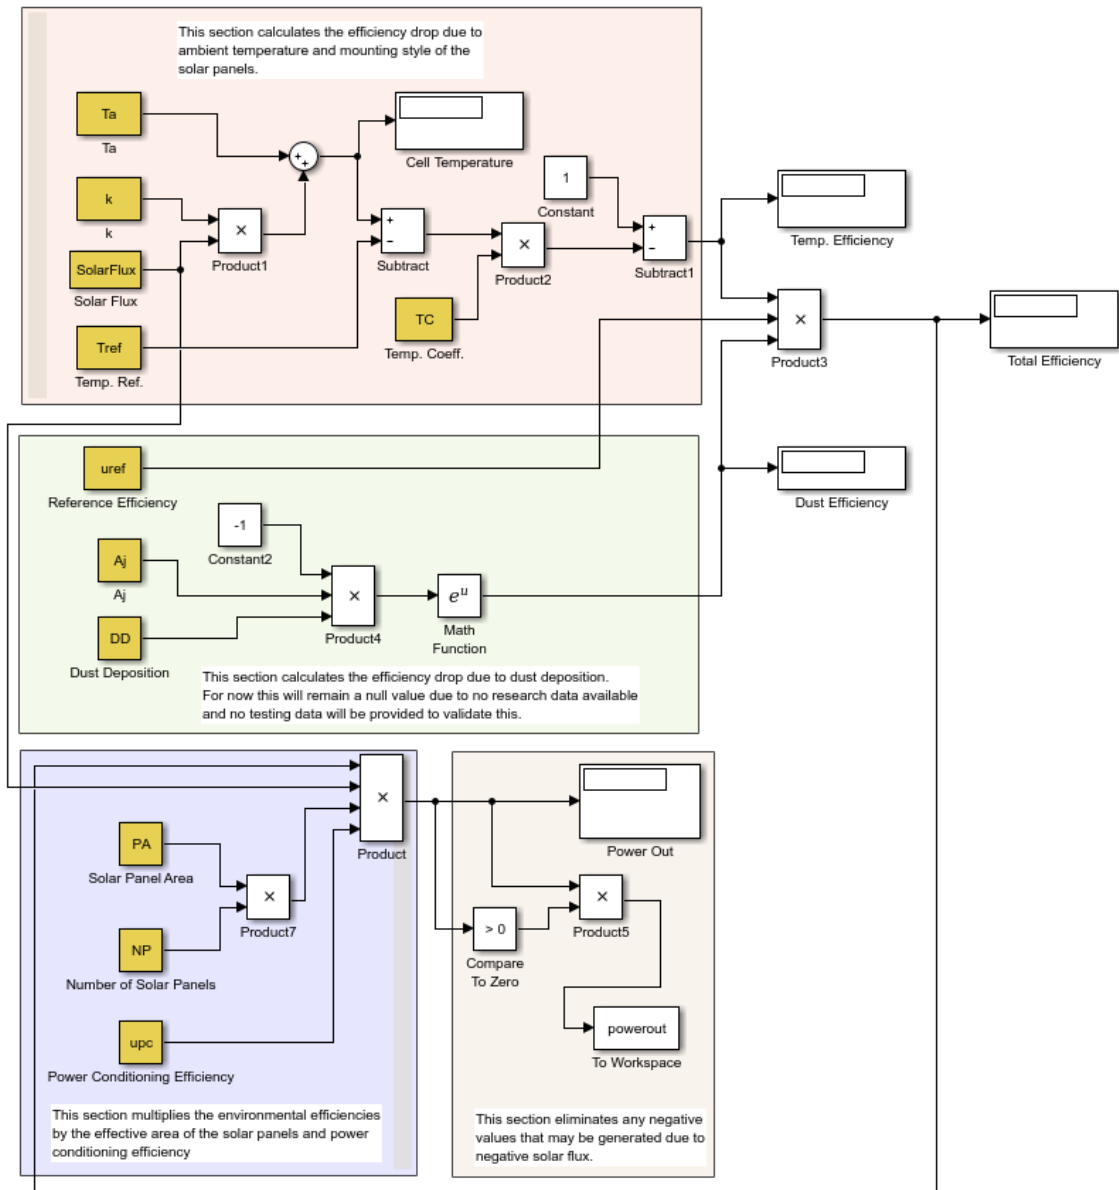 This section calculates the efficiency drop due to
ambient temperature and mounting style of the
solar panels.
Ta
Ta
+
+
Cell Temperature
1
Constant
k
k
×
Product1
+
−
Subtract
×
Product2
+
−
Subtract1
Temp. Efficiency
SolarFlux
Solar Flux
TC
Temp. Coeff.
×
Product3
Total Efficiency
Tref
Temp. Ref.
uref
Reference Efficiency
Dust Efficiency
-1
Constant2
Aj
Aj
×
Product4
e^u
Math
Function
DD
Dust Deposition
This section calculates the efficiency drop due to dust deposition.
For now this will remain a null value due to no research data available
and no testing data will be provided to validate this.
×
Product
Power Out
PA
Solar Panel Area
×
Product7
×
Product5
NP
Number of Solar Panels
> 0
Compare
To Zero
upc
Power Conditioning Efficiency
powerout
To Workspace
This section multiplies the environmental efficiencies
by the effective area of the solar panels and power
conditioning efficiency
This section eliminates any negative
values that may be generated due to
negative solar flux.